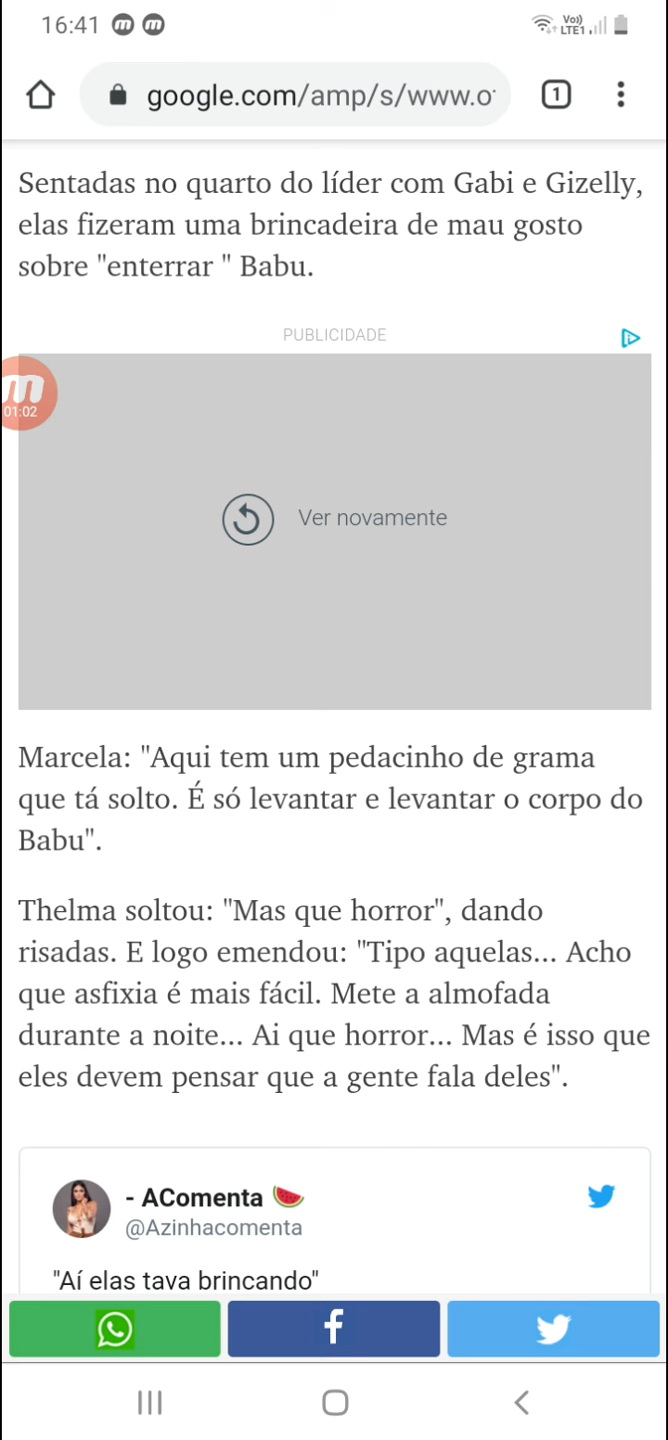 16:41
Vo))
LTE1
google.com/amp/s/www.o
1
Sentadas no quarto do líder com Gabi e Gizelly,
elas fizeram uma brincadeira de mau gosto
sobre "enterrar " Babu.
PUBLICIDADE
01:02
Ver novamente
Marcela: "Aqui tem um pedacinho de grama
que tá solto. É só levantar e levantar o corpo do
Babu".
Thelma soltou: "Mas que horror", dando
risadas. E logo emendou: "Tipo aquelas... Acho
que asfixia é mais fácil. Mete a almofada
durante a noite... Ai que horror... Mas é isso que
eles devem pensar que a gente fala deles".
- AComenta 🍉
@Azinhacomenta
"Aí elas tava brincando"